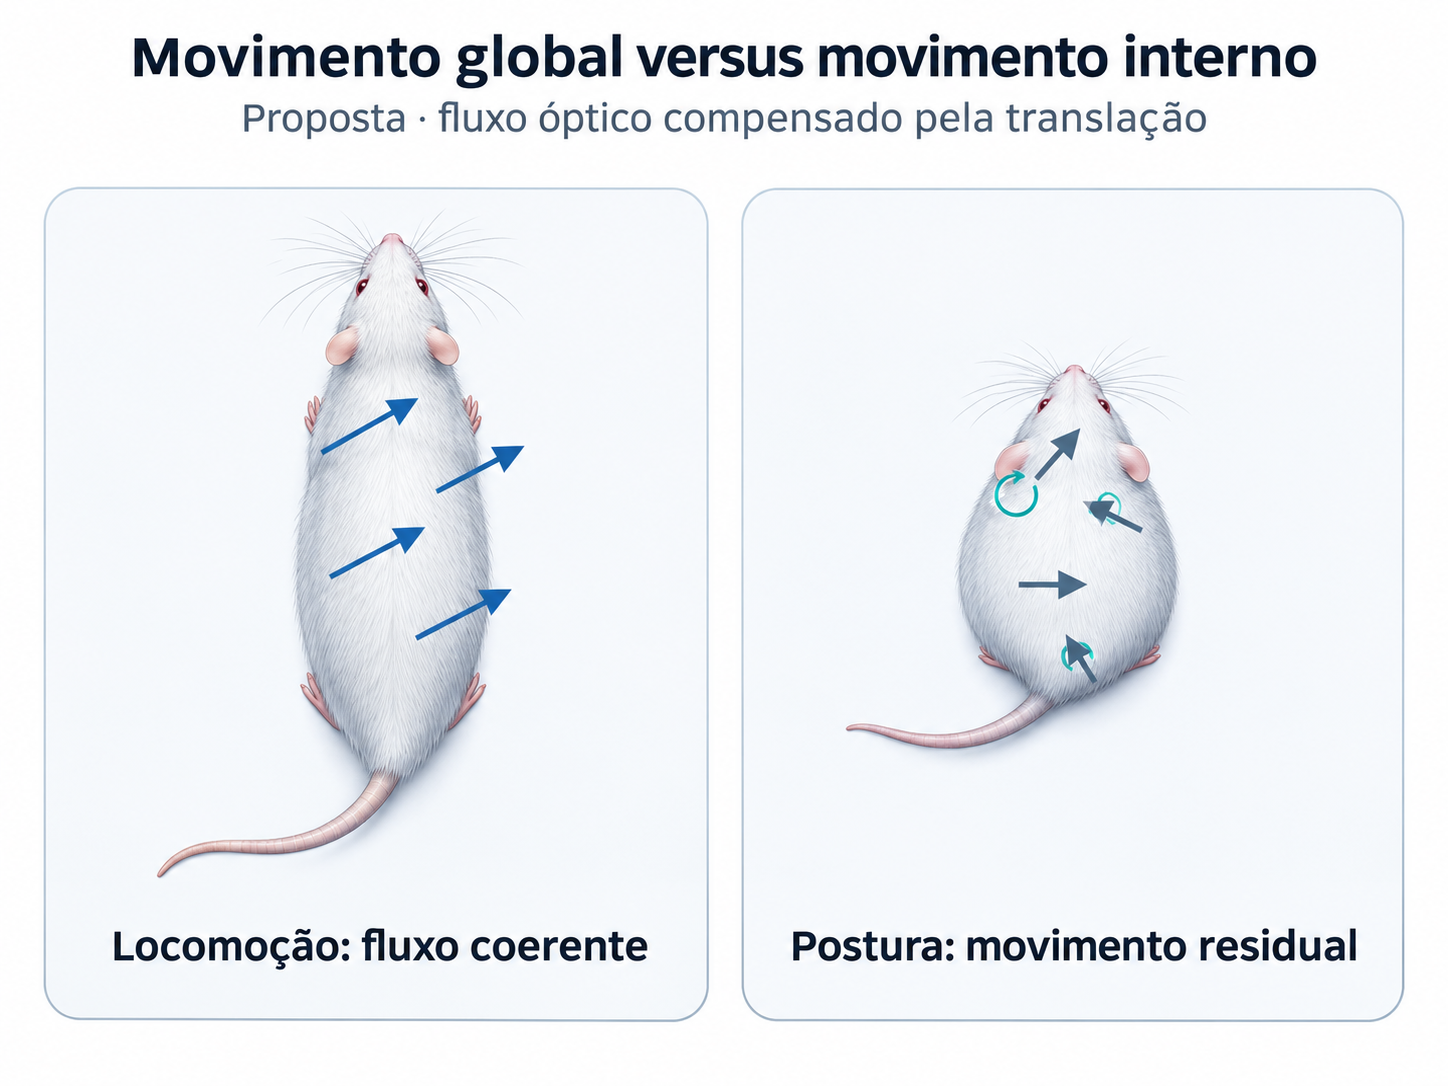 Movimento global versus movimento interno
Proposta · fluxo óptico compensado pela translação
Locomoção: fluxo coerente
Postura: movimento residual